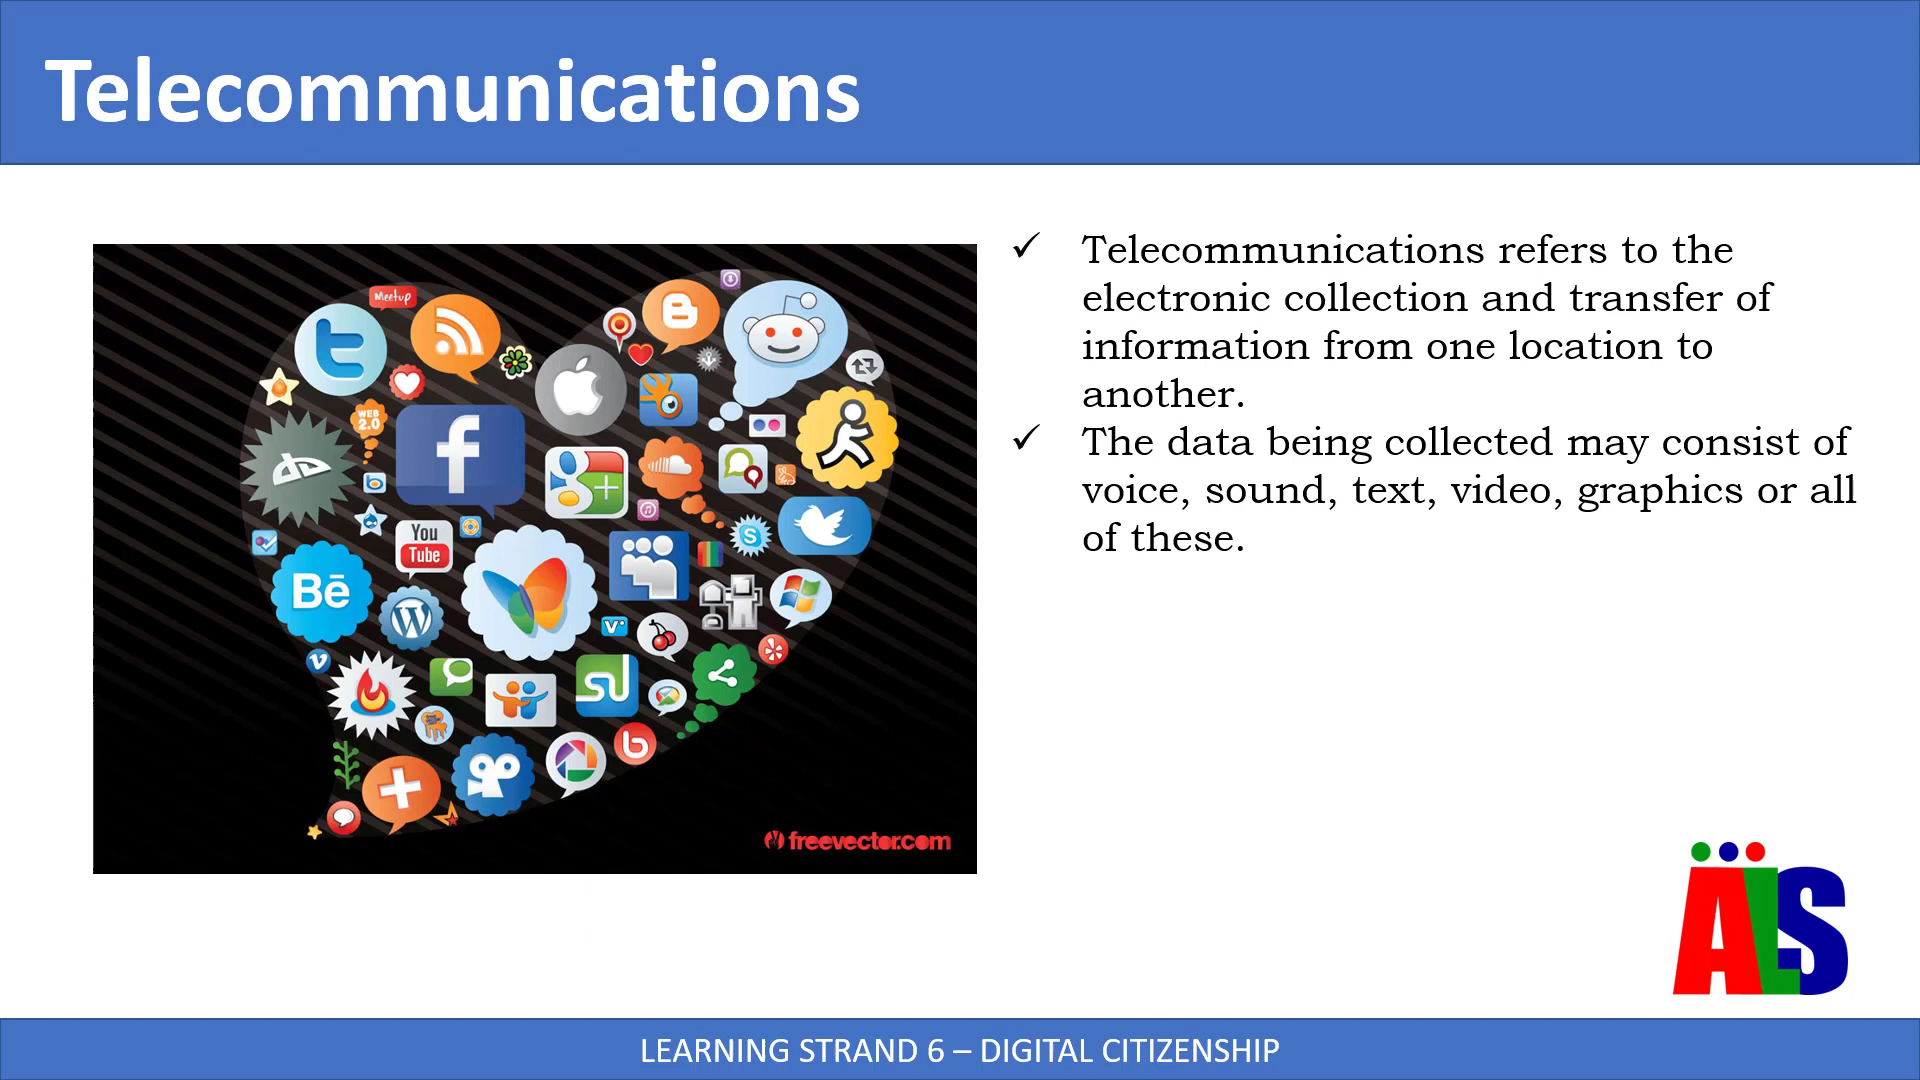 Telecommunications
Meetup
WEB
2.0
You
Tube
Bē
freevector.com
✓ Telecommunications refers to the
electronic collection and transfer of
information from one location to
another.
✓ The data being collected may consist of
voice, sound, text, video, graphics or all
of these.
ALS
LEARNING STRAND 6 – DIGITAL CITIZENSHIP